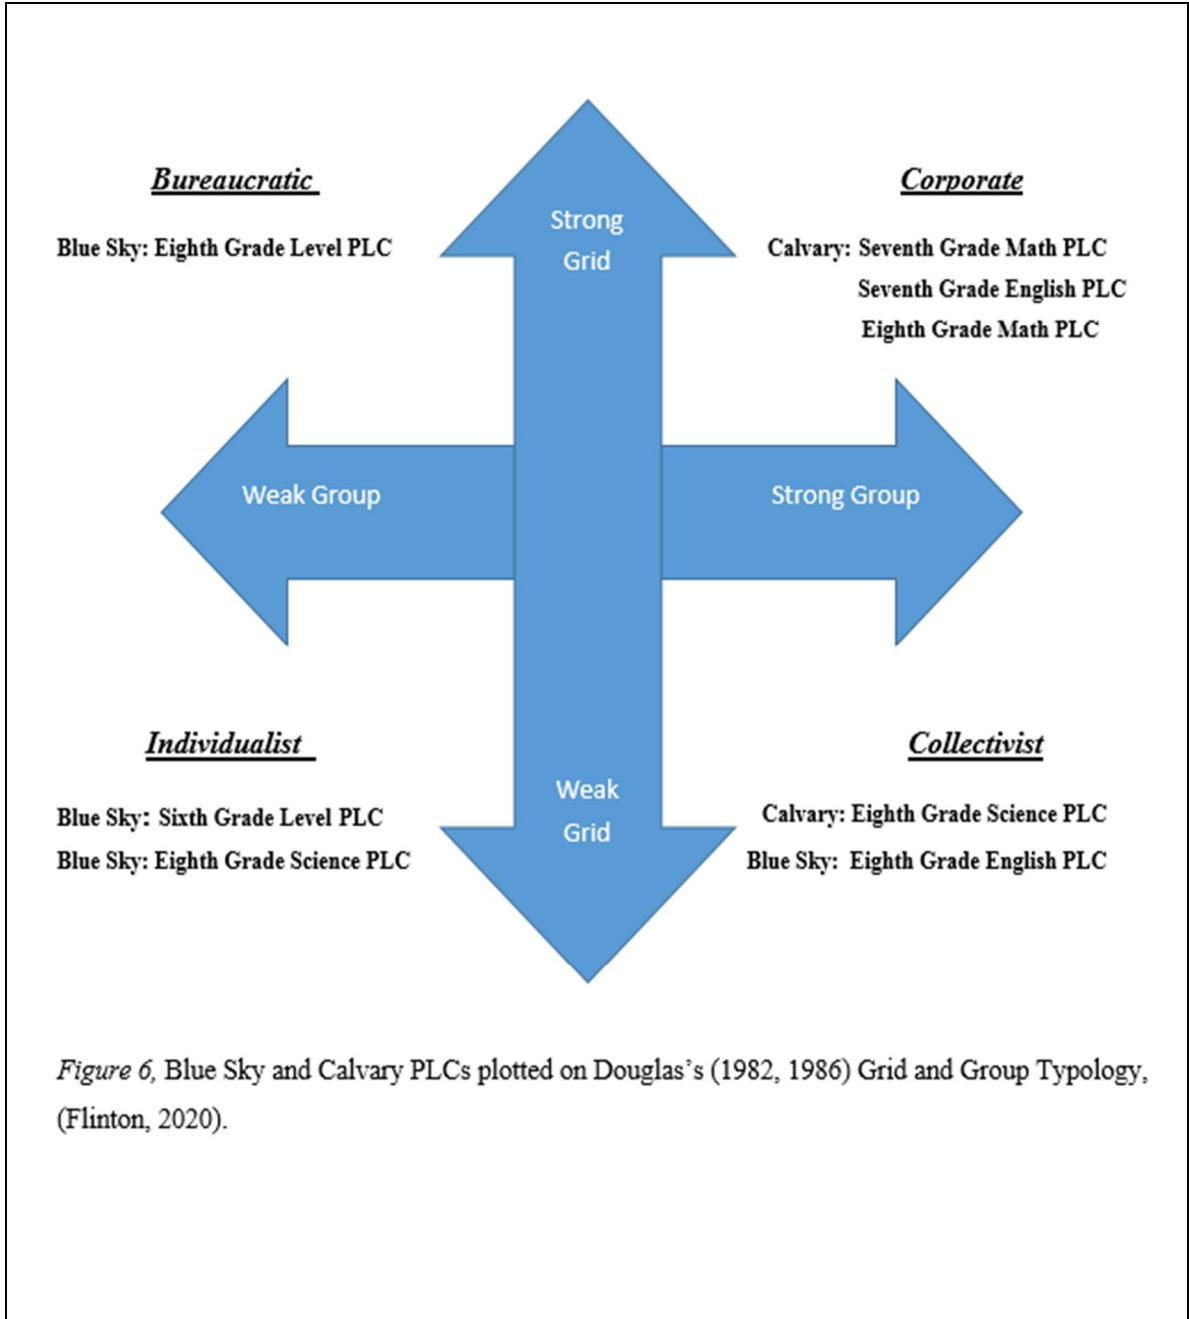 Bureaucratic
Blue Sky: Eighth Grade Level PLC
Strong
Grid
Corporate
Calvary: Seventh Grade Math PLC
Seventh Grade English PLC
Eighth Grade Math PLC
Weak Group
Strong Group
Individualist
Blue Sky: Sixth Grade Level PLC
Blue Sky: Eighth Grade Science PLC
Weak
Grid
Collectivist
Calvary: Eighth Grade Science PLC
Blue Sky: Eighth Grade English PLC
Figure 6, Blue Sky and Calvary PLCs plotted on Douglas’s (1982, 1986) Grid and Group Typology,
(Flinton, 2020).